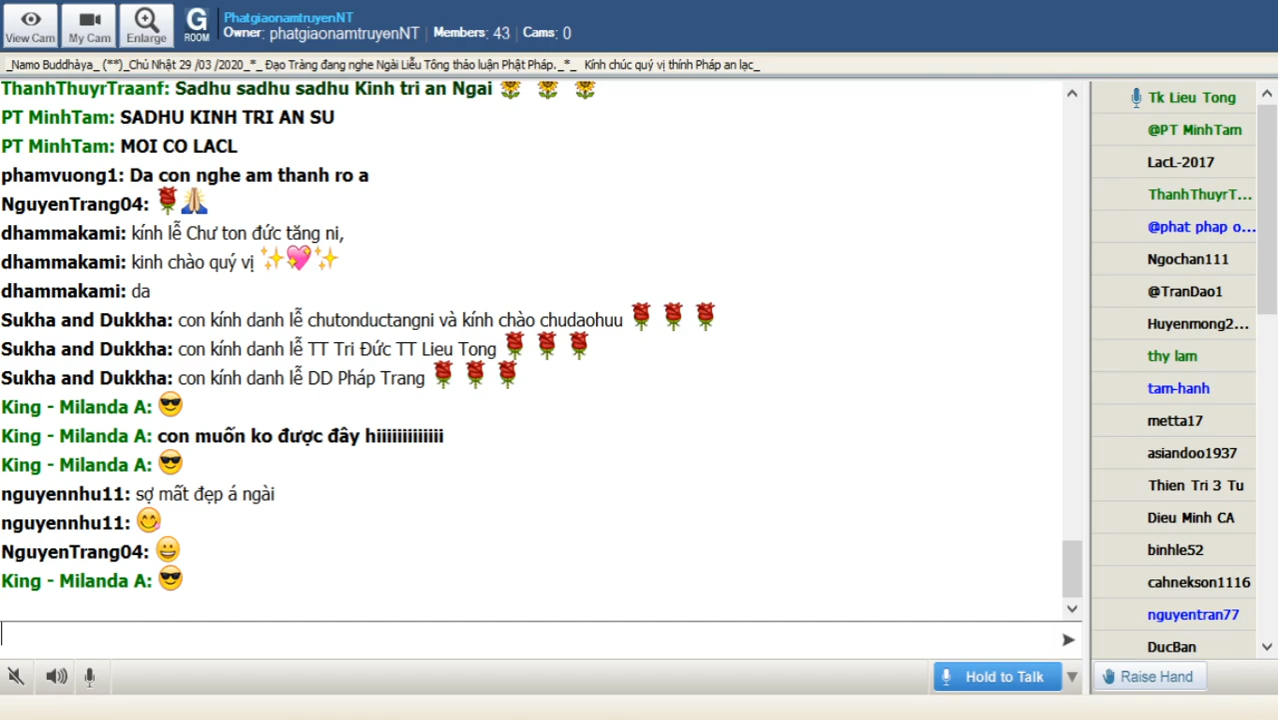 View Cam
My Cam
Enlarge
G
ROOM
PhatgiaonamtruyenNT
Owner: phatgiaonamtruyenNT | Members: 43 | Cams: 0
_Namo Buddhàya_ (**)_Chủ Nhật 29 /03 /2020_*_ Đạo Tràng đang nghe Ngài Liễu Tông thảo luận Phật Pháp._*_ Kính chúc quý vị thính Pháp an lạc_
ThanhThuyrTraanf: Sadhu sadhu sadhu Kinh tri an Ngai
PT MinhTam: SADHU KINH TRI AN SU
PT MinhTam: MOI CO LACL
phamvuong1: Da con nghe am thanh ro a
NguyenTrang04:
dhammakami: kính lễ Chư ton đức tăng ni,
dhammakami: kinh chào quý vị
dhammakami: da
Sukha and Dukkha: con kính danh lễ chutonductangni và kính chào chudaohuu
Sukha and Dukkha: con kính danh lễ TT Tri Đức TT Lieu Tong
Sukha and Dukkha: con kính danh lễ DD Pháp Trang
King - Milanda A:
King - Milanda A: con muốn ko được đây hiiiiiiiiiiiii
King - Milanda A:
nguyennhu11: sợ mất đẹp á ngài
nguyennhu11:
NguyenTrang04:
King - Milanda A:
Tk Lieu Tong
@PT MinhTam
LacL-2017
ThanhThuyrT...
@phat phap o...
Ngochan111
@TranDao1
Huyenmong2...
thy lam
tam-hanh
metta17
asiandoo1937
Thien Tri 3 Tu
Dieu Minh CA
binhle52
cahnekson1116
nguyentran77
DucBan
Hold to Talk
Raise Hand